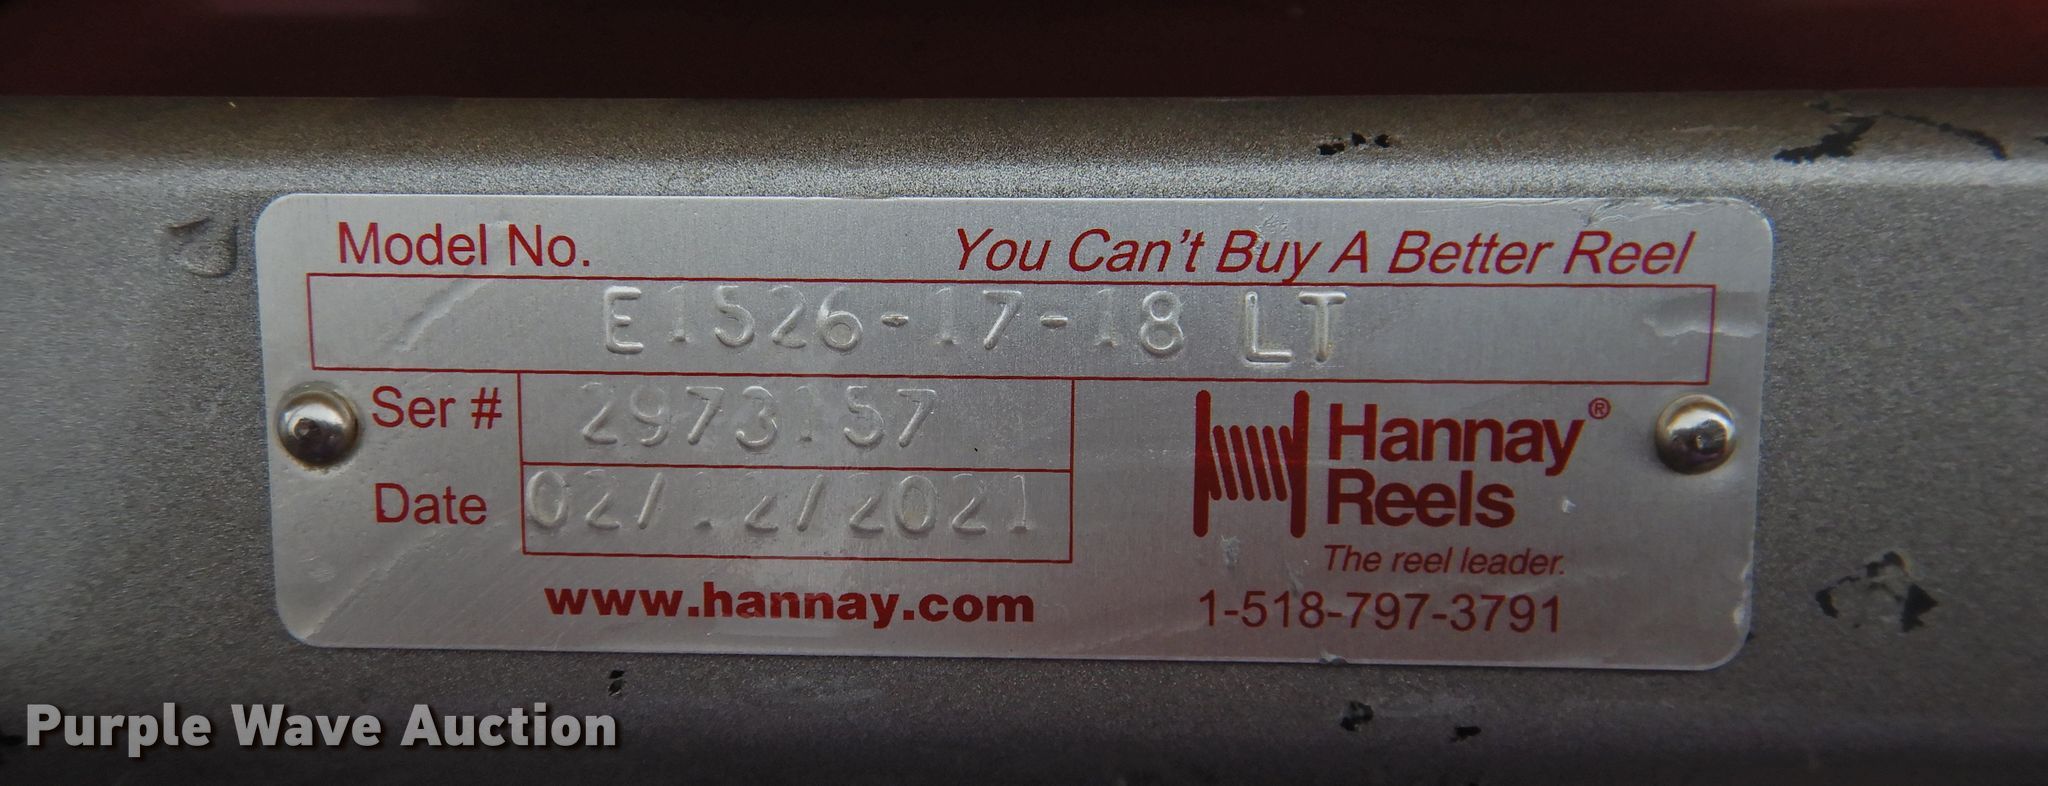 Model No. You Can't Buy A Better Reel
E1526-17-18 LT
Ser # 2973157
Hannay®
Reels
Date 02/12/2021
The reel leader.
www.hannay.com 1-518-797-3791
Purple Wave Auction